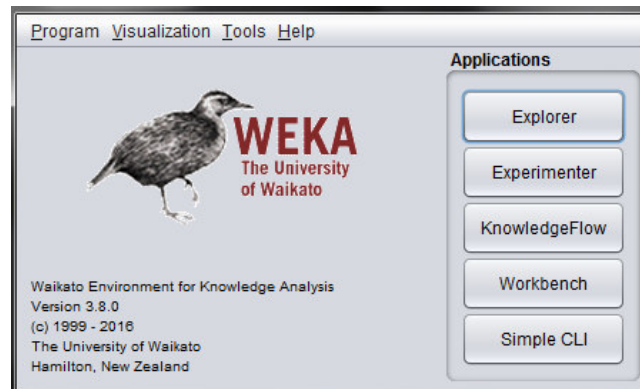 Program Visualization Tools Help
Applications
WEKA
The University
of Waikato
Explorer
Experimenter
KnowledgeFlow
Workbench
Simple CLI
Waikato Environment for Knowledge Analysis
Version 3.8.0
(c) 1999 - 2016
The University of Waikato
Hamilton, New Zealand